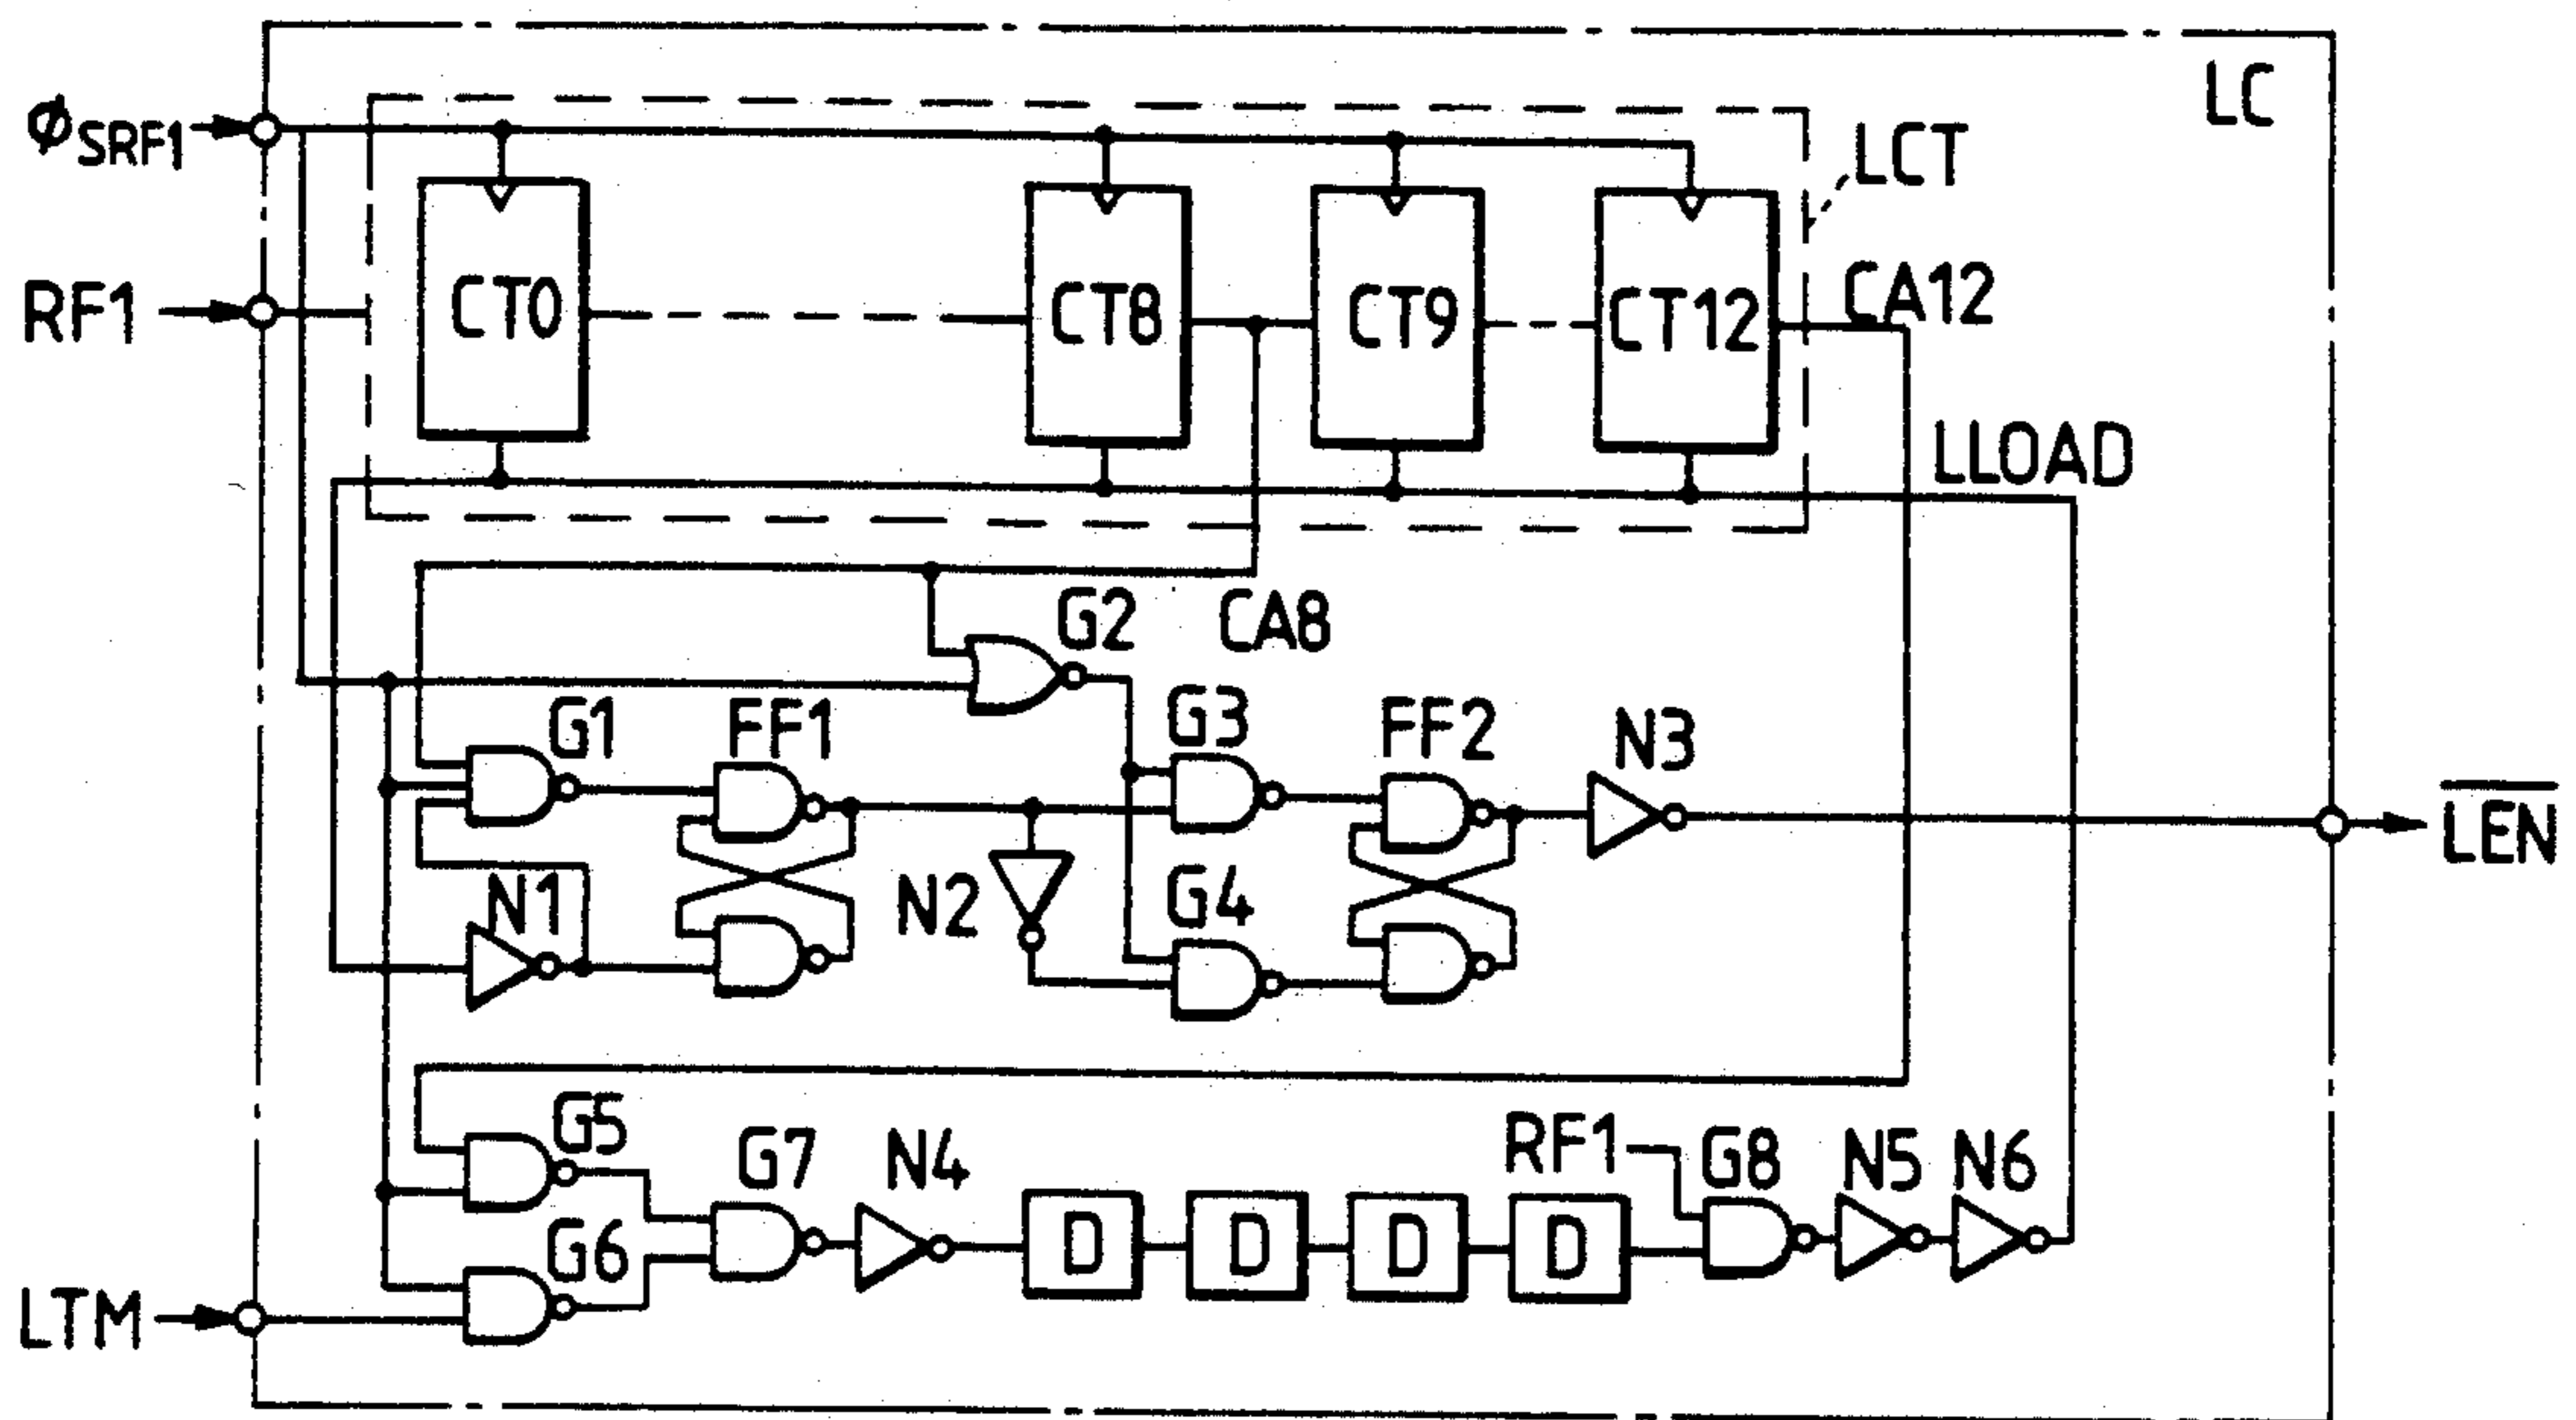 LC
ϕSRF1
LCT
RF1
CT0
CT8
CT9
CT12
CA12
LLOAD
G2
CA8
G1
FF1
G3
FF2
N3
LEN
N1
N2
G4
G5
G7
N4
RF1
G8
N5
N6
G6
D
D
D
D
LTM